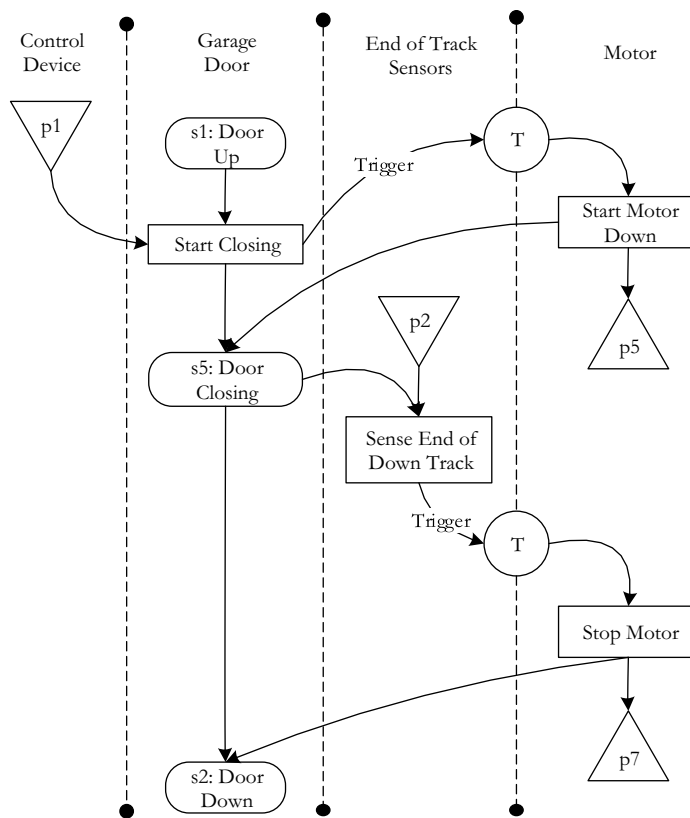 Control
Device
Garage
Door
End of Track
Sensors
Motor
p1
s1: Door
Up
Trigger
T
Start Closing
Start Motor
Down
p2
p5
s5: Door
Closing
Sense End of
Down Track
Trigger
T
Stop Motor
p7
s2: Door
Down